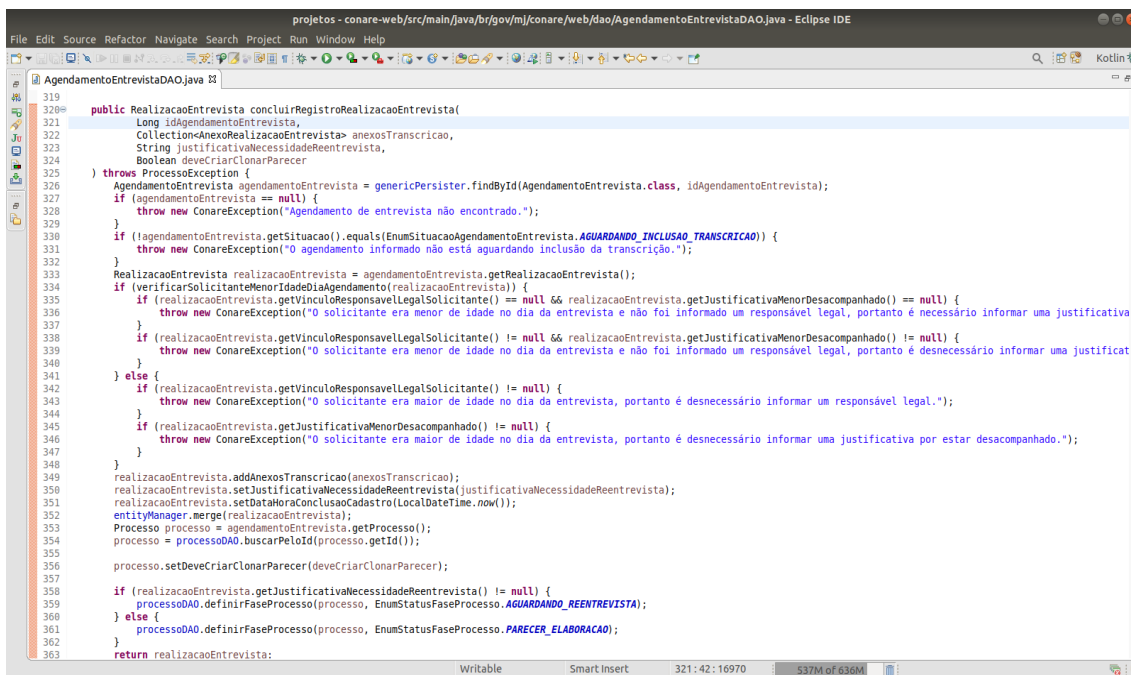 projetos - conare-web/src/main/java/br/gov/mj/conare/web/dao/AgendamentoEntrevistaDAO.java - Eclipse IDE
File Edit Source Refactor Navigate Search Project Run Window Help
Kotlin
AgendamentoEntrevistaDAO.java
319
320 public RealizacaoEntrevista concluirRegistroRealizacaoEntrevista(
321 Long idAgendamentoEntrevista,
322 Collection<AnexoRealizacaoEntrevista> anexosTranscricao,
323 String justificativaNecessidadeReentrevista,
324 Boolean deveCriarClonarParecer
325 ) throws ProcessoException {
326 AgendamentoEntrevista agendamentoEntrevista = genericPersister.findById(AgendamentoEntrevista.class, idAgendamentoEntrevista);
327 if (agendamentoEntrevista == null) {
328 throw new ConareException("Agendamento de entrevista não encontrado.");
329 }
330 if (!agendamentoEntrevista.getSituacao().equals(EnumSituacaoAgendamentoEntrevista.AGUARDANDO_INCLUSAO_TRANSCRICAO)) {
331 throw new ConareException("O agendamento informado não está aguardando inclusão da transcrição.");
332 }
333 RealizacaoEntrevista realizacaoEntrevista = agendamentoEntrevista.getRealizacaoEntrevista();
334 if (verificarSolicitanteMenorIdadeDiaAgendamento(realizacaoEntrevista)) {
335 if (realizacaoEntrevista.getVinculoResponsavelLegalSolicitante() == null && realizacaoEntrevista.getJustificativaMenorDesacompanhado() == null) {
336 throw new ConareException("O solicitante era menor de idade no dia da entrevista e não foi informado um responsável legal, portanto é necessário informar uma justificativa
337 }
338 if (realizacaoEntrevista.getVinculoResponsavelLegalSolicitante() != null && realizacaoEntrevista.getJustificativaMenorDesacompanhado() != null) {
339 throw new ConareException("O solicitante era menor de idade no dia da entrevista e não foi informado um responsável legal, portanto é desnecessário informar uma justificat
340 }
341 } else {
342 if (realizacaoEntrevista.getVinculoResponsavelLegalSolicitante() != null) {
343 throw new ConareException("O solicitante era maior de idade no dia da entrevista, portanto é desnecessário informar um responsável legal.");
344 }
345 if (realizacaoEntrevista.getJustificativaMenorDesacompanhado() != null) {
346 throw new ConareException("O solicitante era maior de idade no dia da entrevista, portanto é desnecessário informar uma justificativa por estar desacompanhado.");
347 }
348 }
349 realizacaoEntrevista.addAnexosTranscricao(anexosTranscricao);
350 realizacaoEntrevista.setJustificativaNecessidadeReentrevista(justificativaNecessidadeReentrevista);
351 realizacaoEntrevista.setDataHoraConclusaoCadastro(LocalDateTime.now());
352 entityManager.merge(realizacaoEntrevista);
353 Processo processo = agendamentoEntrevista.getProcesso();
354 processo = processoDAO.buscarPeloId(processo.getId());
355
356 processo.setDeveCriarClonarParecer(deveCriarClonarParecer);
357
358 if (realizacaoEntrevista.getJustificativaNecessidadeReentrevista() != null) {
359 processoDAO.definirFaseProcesso(processo, EnumStatusFaseProcesso.AGUARDANDO_REENTREVISTA);
360 } else {
361 processoDAO.definirFaseProcesso(processo, EnumStatusFaseProcesso.PARECER_ELABORACAO);
362 }
363 return realizacaoEntrevista;
Writable Smart Insert 321:42:16970 537M of 636M